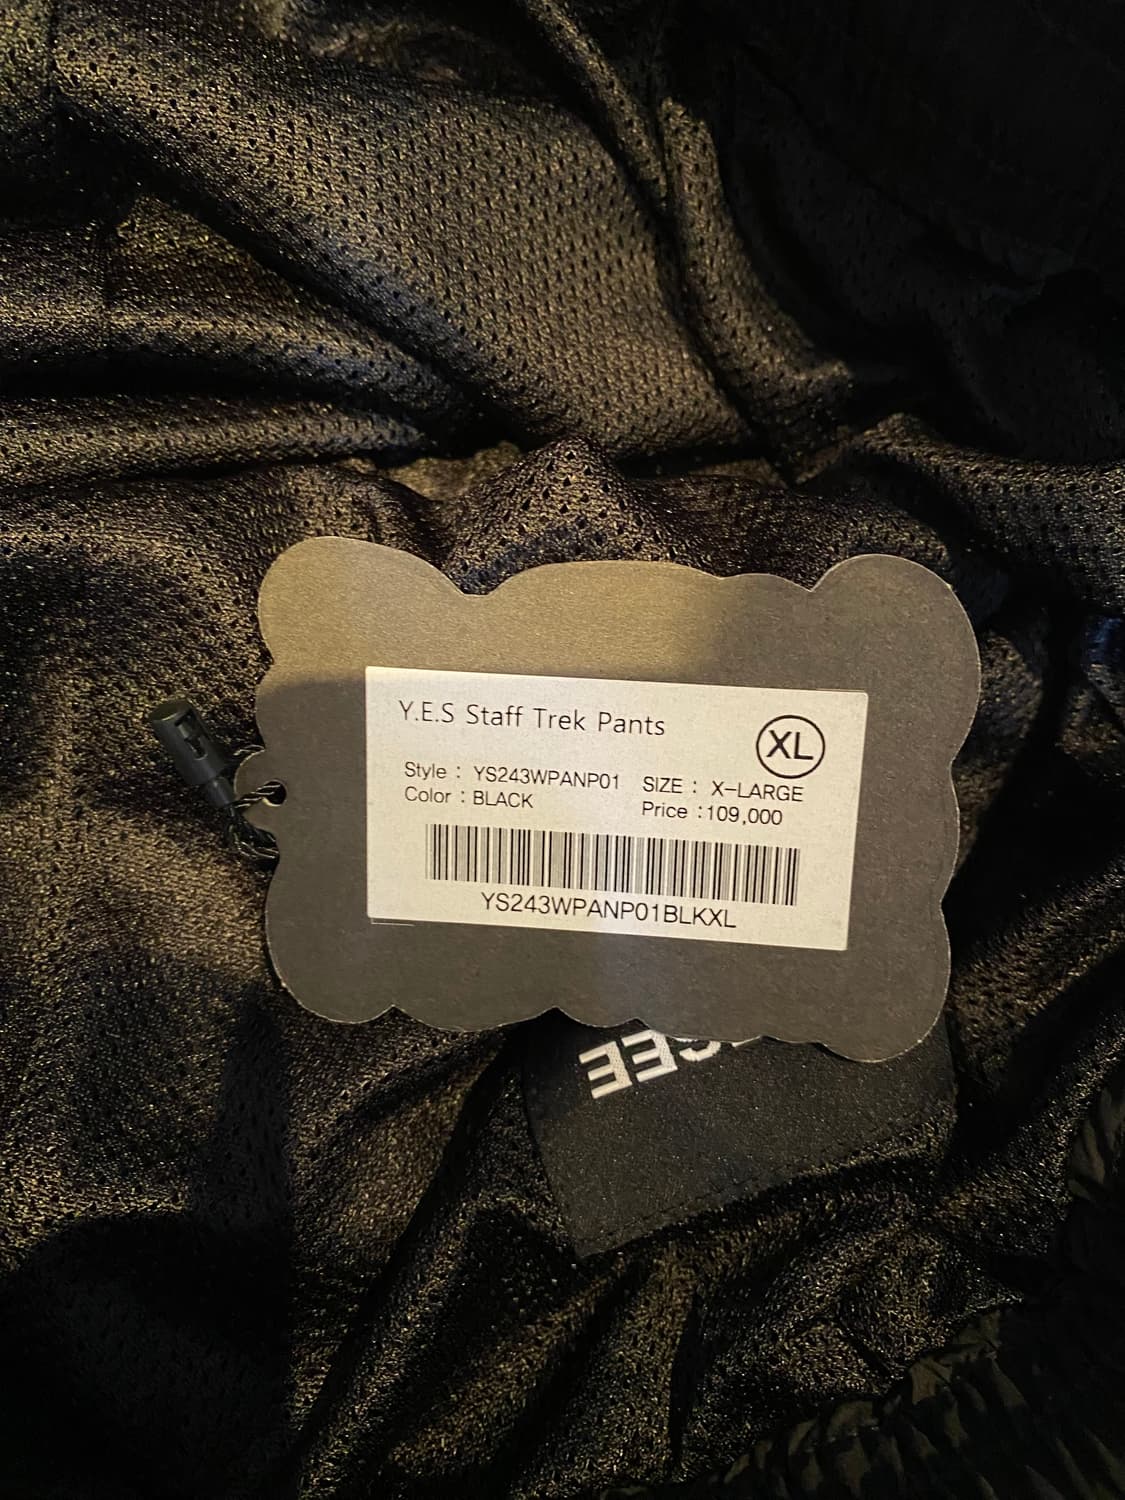 Y.E.S Staff Trek Pants
XL
Style : YS243WPANP01 SIZE : X-LARGE
Color : BLACK Price :109,000
YS243WPANP01BLKXL